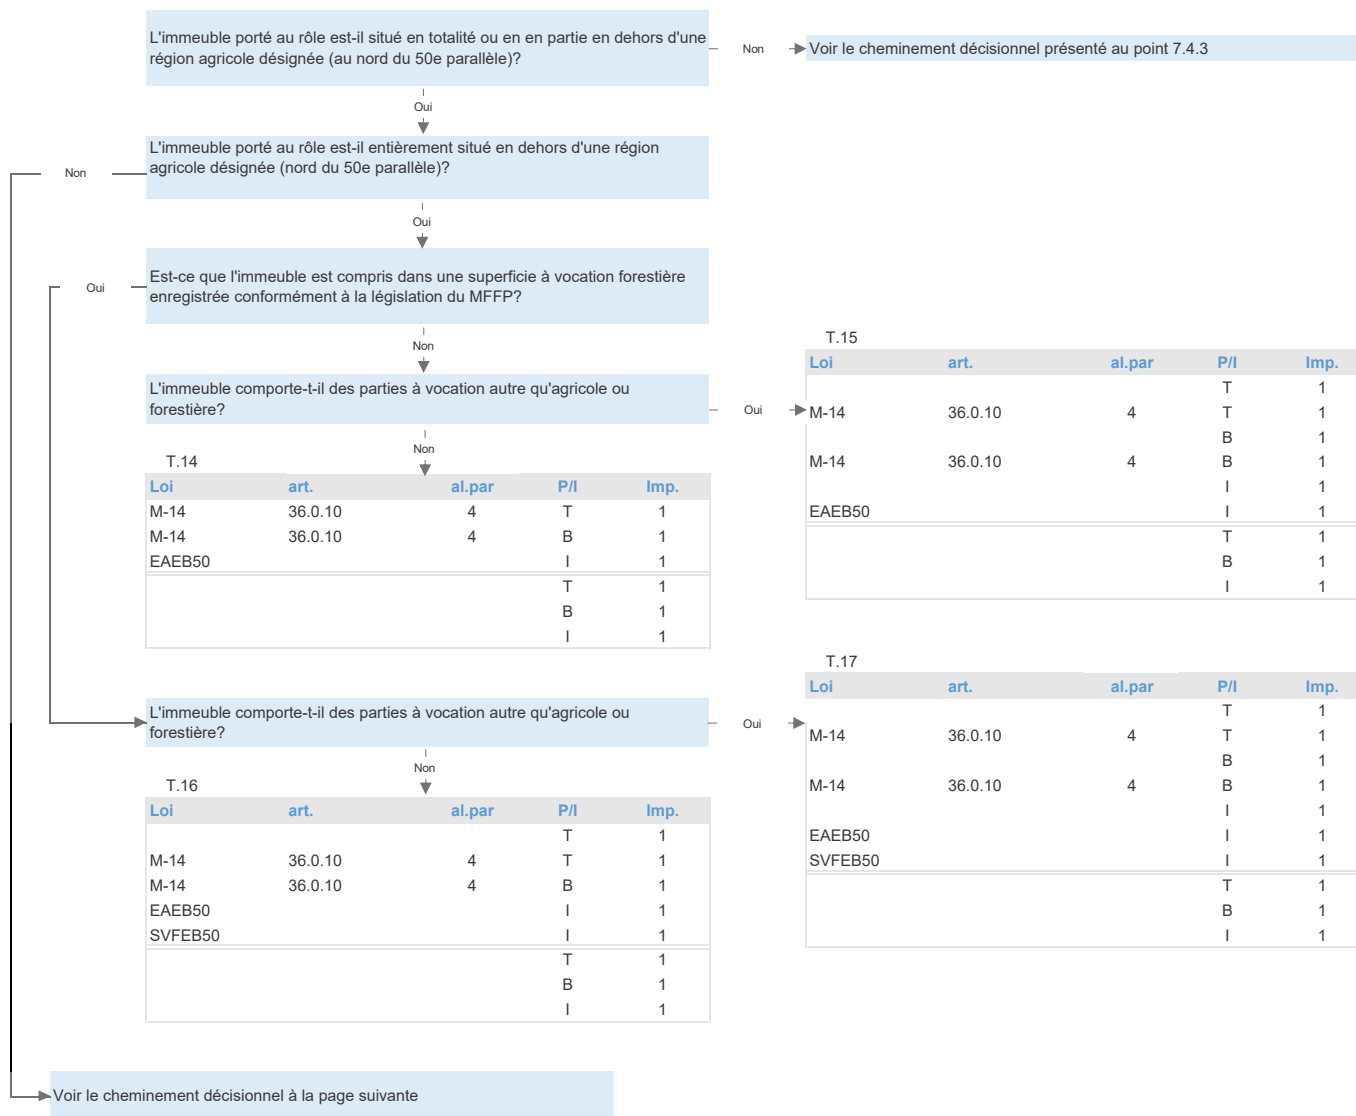 L'immeuble porté au rôle est-il situé en totalité ou en en partie en dehors d'une
région agricole désignée (au nord du 50e parallèle)?
Non
Voir le cheminement décisionnel présenté au point 7.4.3
Oui
L'immeuble porté au rôle est-il entièrement situé en dehors d'une région
agricole désignée (nord du 50e parallèle)?
Non
Oui
Est-ce que l'immeuble est compris dans une superficie à vocation forestière
enregistrée conformément à la législation du MFFP?
Oui
Non
L'immeuble comporte-t-il des parties à vocation autre qu'agricole ou
forestière?
Oui
Non
T.15
Loi art. al.par P/I Imp.
T 1
M-14 36.0.10 4 T 1
B 1
M-14 36.0.10 4 B 1
I 1
EAEB50 I 1
T 1
B 1
I 1
T.14
Loi art. al.par P/I Imp.
M-14 36.0.10 4 T 1
M-14 36.0.10 4 B 1
EAEB50 I 1
T 1
B 1
I 1
L'immeuble comporte-t-il des parties à vocation autre qu'agricole ou
forestière?
Oui
Non
T.17
Loi art. al.par P/I Imp.
T 1
M-14 36.0.10 4 T 1
B 1
M-14 36.0.10 4 B 1
I 1
EAEB50 I 1
SVFEB50 I 1
T 1
B 1
I 1
T.16
Loi art. al.par P/I Imp.
T 1
M-14 36.0.10 4 T 1
M-14 36.0.10 4 B 1
EAEB50 I 1
SVFEB50 I 1
T 1
B 1
I 1
Voir le cheminement décisionnel à la page suivante